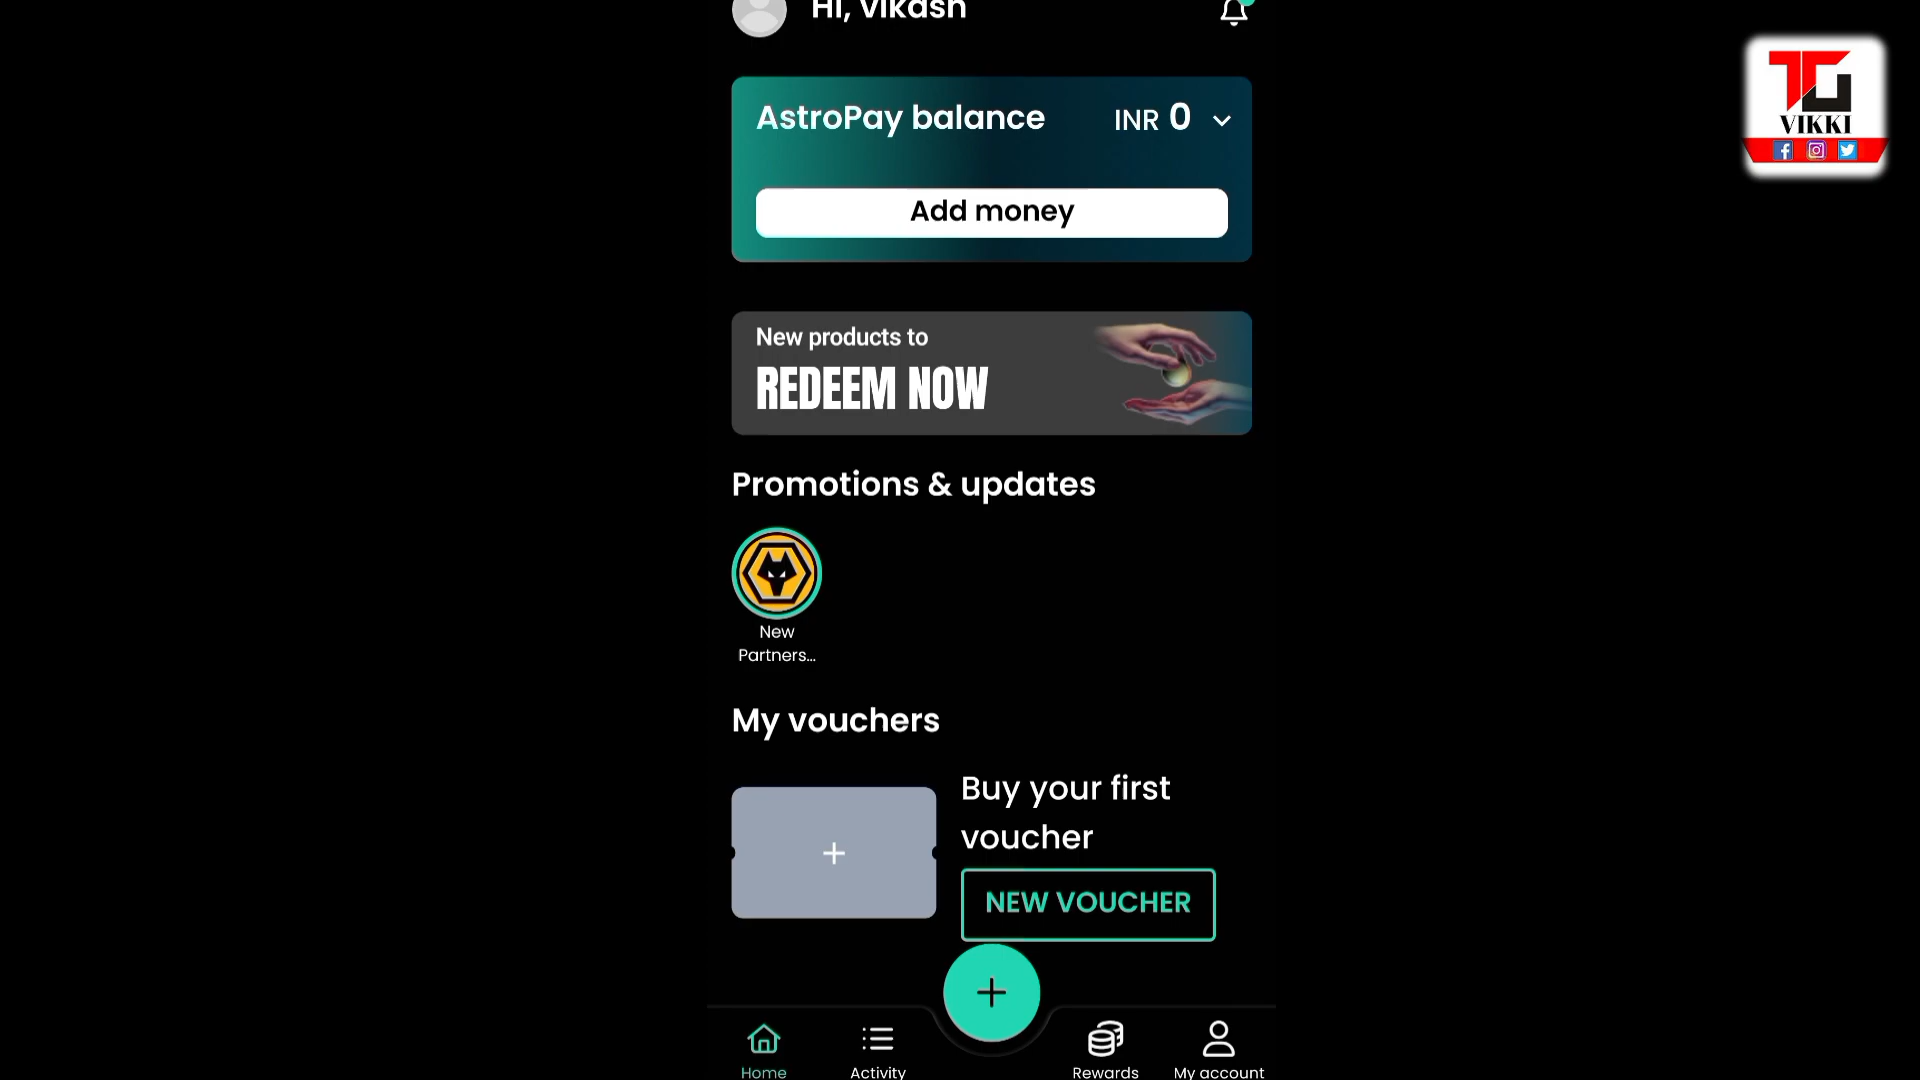 Hi, vikash
AstroPay balance
INR 0
Add money
New products to
REDEEM NOW
Promotions & updates
New
Partners...
My vouchers
Buy your first
voucher
NEW VOUCHER
Home
Activity
Rewards
My account
TG
VIKKI